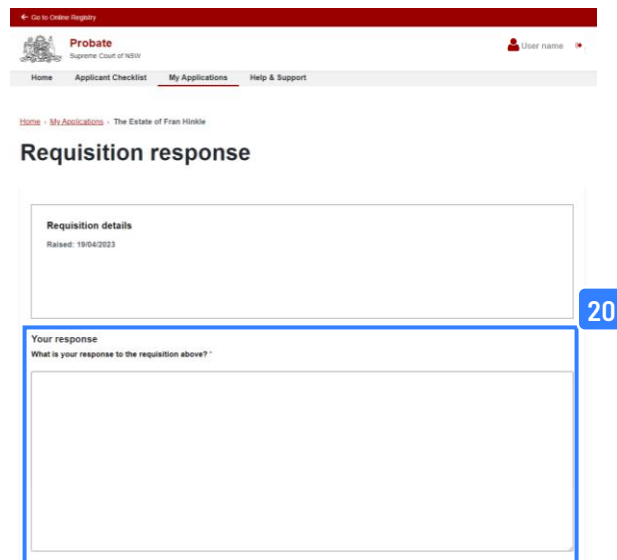 ← Go to Online Registry
Probate
Supreme Court of NSW
User name
Home Applicant Checklist My Applications Help & Support
Home › My Applications › The Estate of Fran Hinkle
Requisition response
Requisition details
Raised: 19/04/2023
20
Your response
What is your response to the requisition above? *